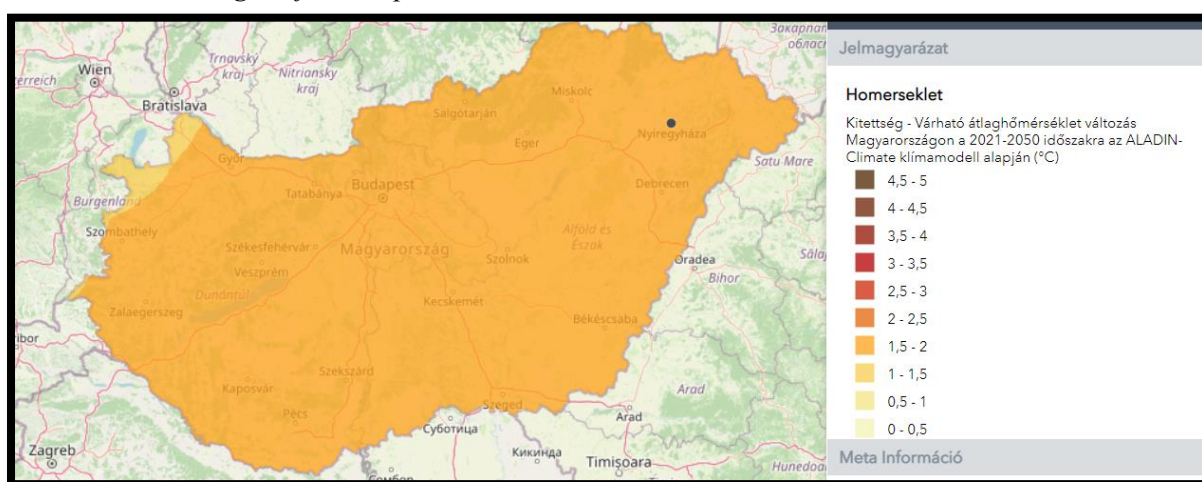 Закарпат
област
Wien
Trnavský
kraj
Nitriansky
kraj
Bratislava
Miskolc
Salgótarján
Nyíregyháza
Eger
Győr
Satu Mare
Tatabánya
Budapest
Debrecen
Burgenland
Szombathely
Székesfehérvár
Magyarország
Alföld és
Észak
Szolnok
Oradea
Bihor
Veszprém
Dunántúl
Zalaegerszeg
Kecskemét
Békéscsaba
Szekszárd
Kaposvár
Arad
Pécs
Szeged
Суботица
Arad
Zagreb
Кикинда
Timișoara
Jelmagyarázat
Homerseklet
Kitettség - Várható átlaghőmérséklet változás
Magyarországon a 2021-2050 időszakra az ALADIN-
Climate klímamodell alapján (°C)
4,5 - 5
4 - 4,5
3,5 - 4
3 - 3,5
2,5 - 3
2 - 2,5
1,5 - 2
1 - 1,5
0,5 - 1
0 - 0,5
Meta Információ